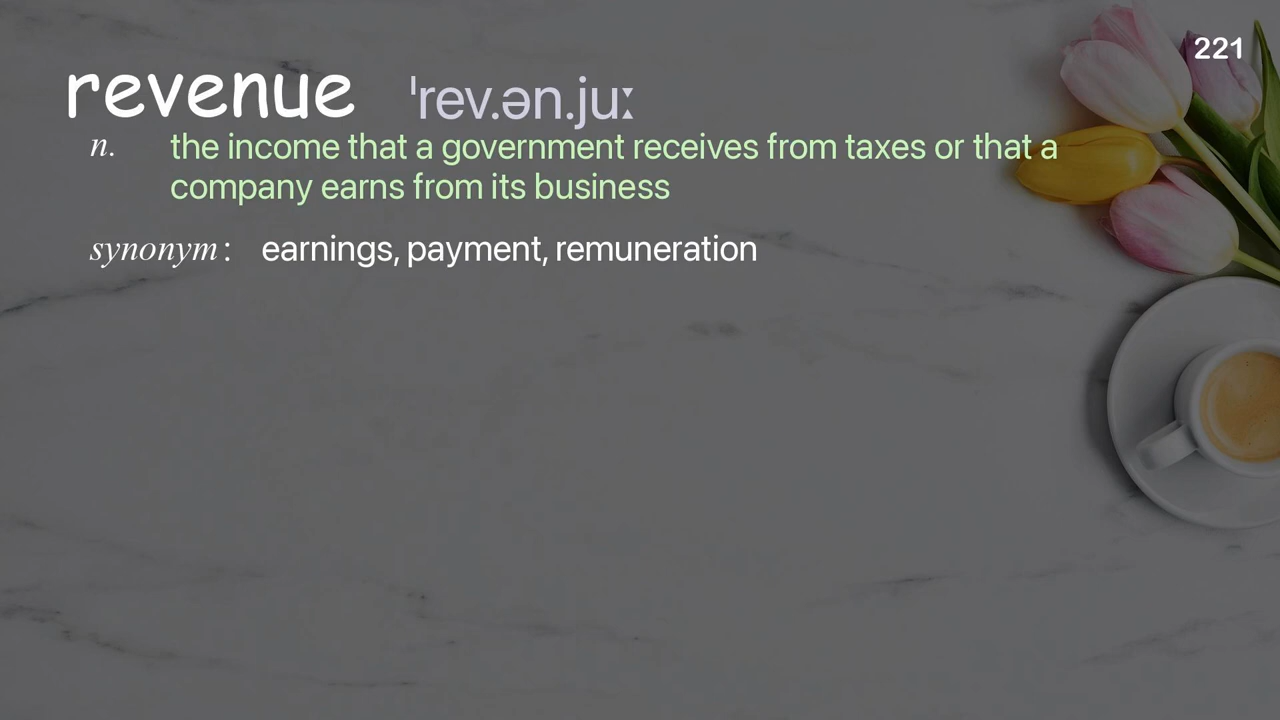 221
revenue ˈrev.ən.juː
n. the income that a government receives from taxes or that a
company earns from its business
synonym: earnings, payment, remuneration